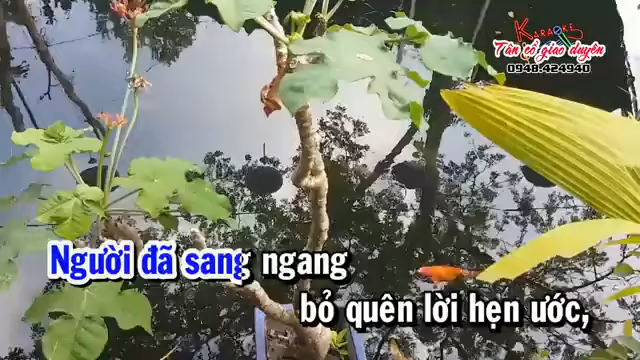 KARAOKE
Tân cổ giao duyên
0948.424940
Người đã sang ngang
bỏ quên lời hẹn ước,